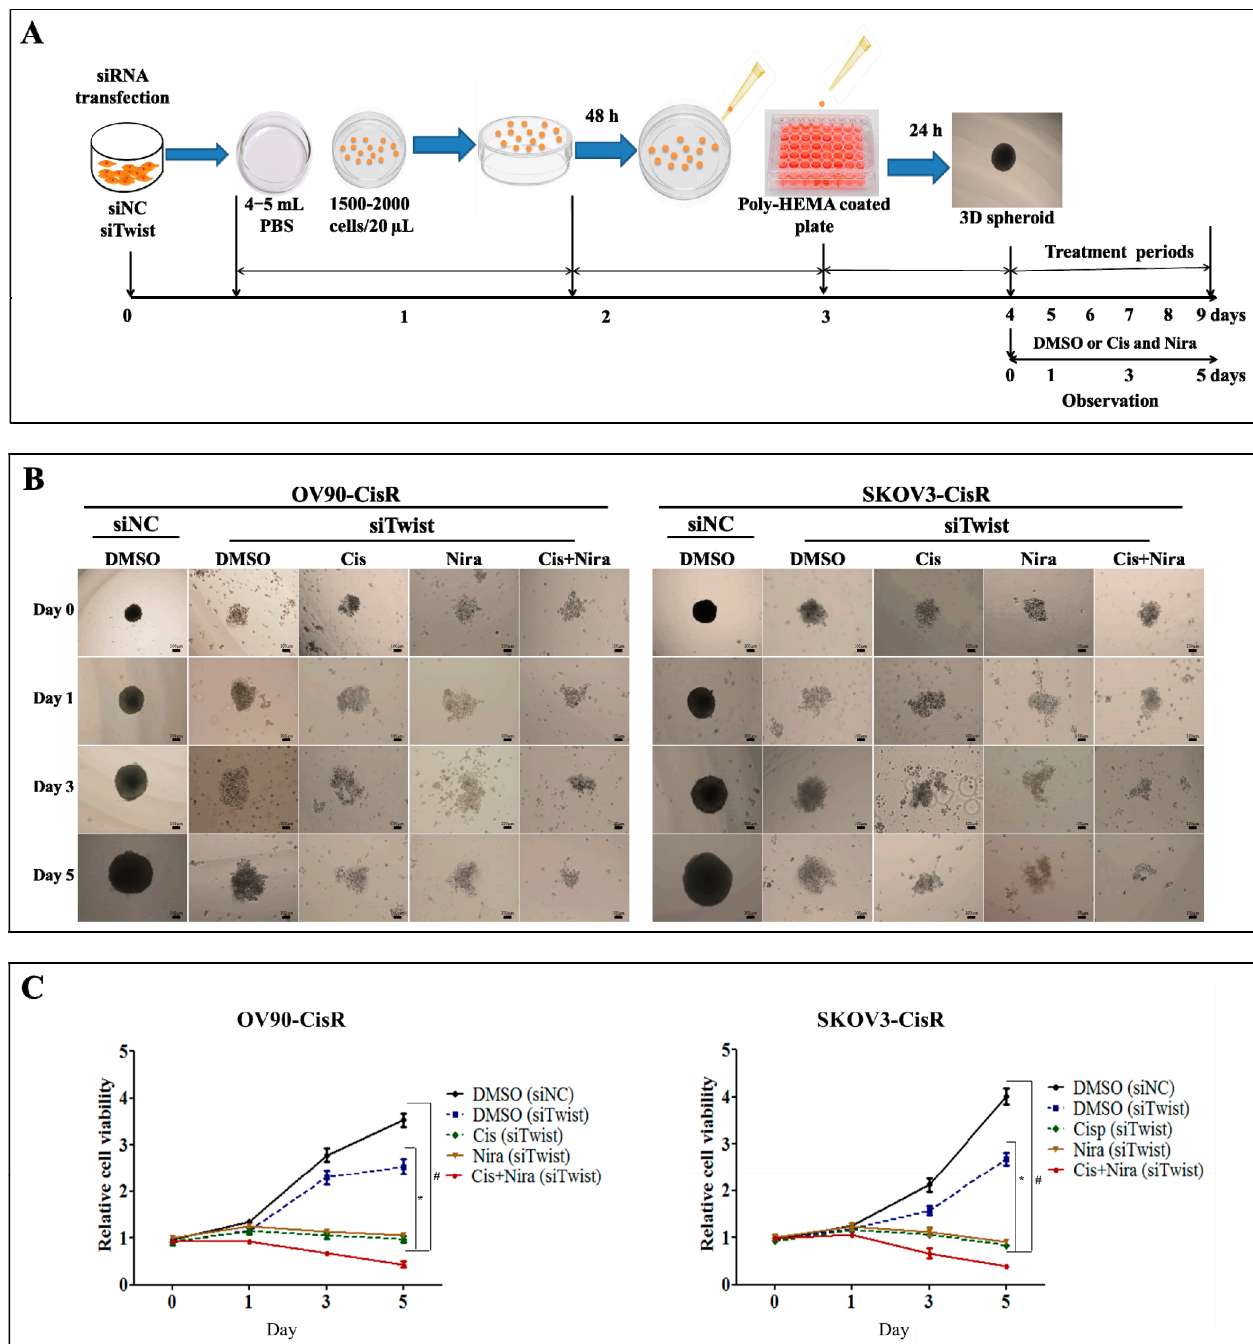 A
siRNA
transfection
siNC
siTwist
4−5 mL
PBS
1500-2000
cells/20 µL
48 h
Poly-HEMA coated
plate
24 h
3D spheroid
Treatment periods
0 1 2 3 4 5 6 7 8 9 days
DMSO or Cis and Nira
0 1 3 5 days
Observation
B
OV90-CisR
siNC siTwist
DMSO DMSO Cis Nira Cis+Nira
SKOV3-CisR
siNC siTwist
DMSO DMSO Cis Nira Cis+Nira
Day 0
Day 1
Day 3
Day 5
C
OV90-CisR
Relative cell viability
5
4
3
2
1
0
0 1 3 5
Day
DMSO (siNC)
DMSO (siTwist)
Cis (siTwist)
Nira (siTwist)
Cis+Nira (siTwist)
*
#
SKOV3-CisR
Relative cell viability
5
4
3
2
1
0
0 1 3 5
Day
DMSO (siNC)
DMSO (siTwist)
Cisp (siTwist)
Nira (siTwist)
Cis+Nira (siTwist)
*
#